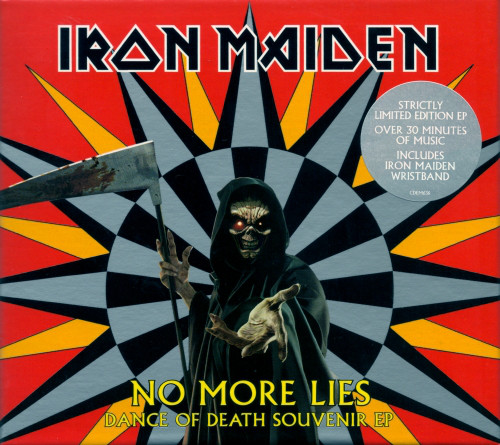 IRON MAIDEN
STRICTLY
LIMITED EDITION EP
OVER 30 MINUTES
OF MUSIC
INCLUDES
IRON MAIDEN
WRISTBAND
NO MORE LIES
DANCE OF DEATH SOUVENIR EP